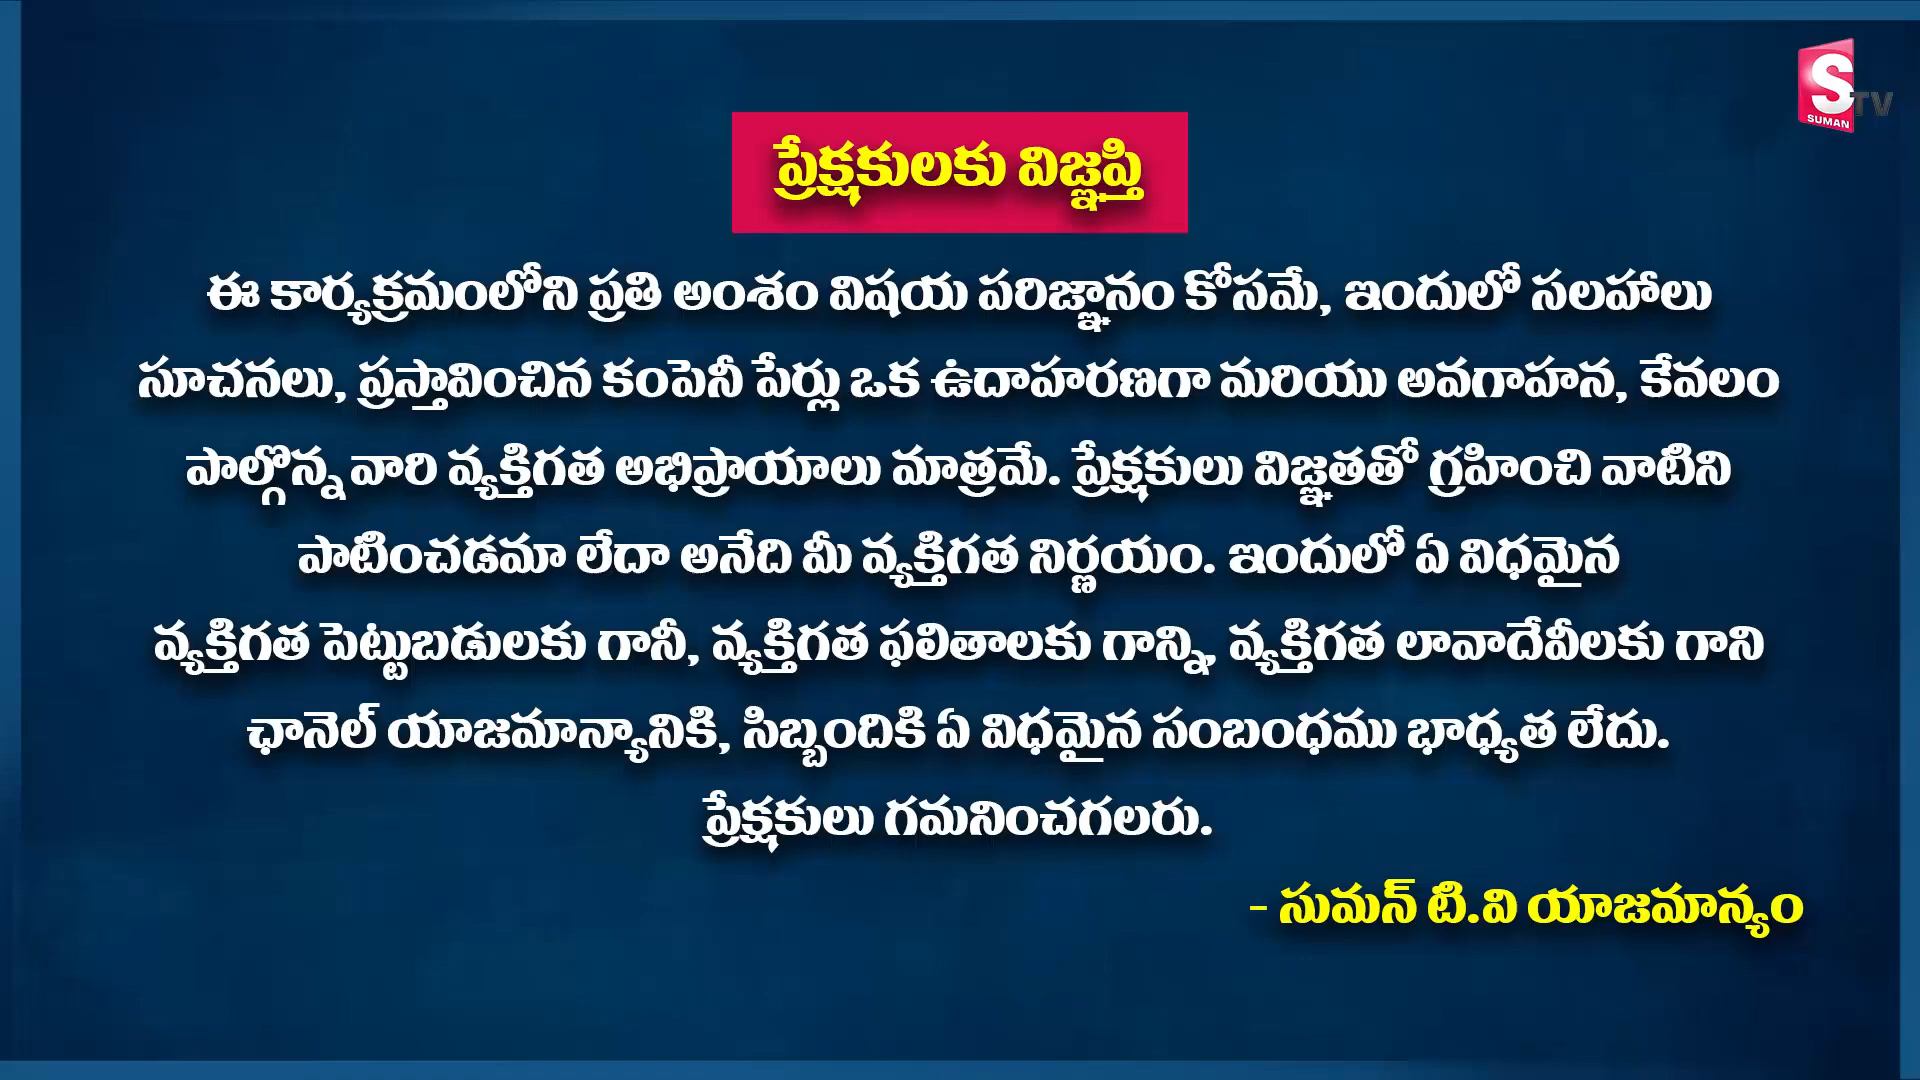 S
SUMAN
TV
ప్రేక్షకులకు విజ్ఞప్తి
ఈ కార్యక్రమంలోని ప్రతి అంశం విషయ పరిజ్ఞానం కోసమే, ఇందులో సలహాలు
సూచనలు, ప్రస్తావించిన కంపెనీ పేర్లు ఒక ఉదాహరణగా మరియు అవగాహన, కేవలం
పాల్గొన్న వారి వ్యక్తిగత అభిప్రాయాలు మాత్రమే. ప్రేక్షకులు విజ్ఞతతో గ్రహించి వాటిని
పాటించడమా లేదా అనేది మీ వ్యక్తిగత నిర్ణయం. ఇందులో ఏ విధమైన
వ్యక్తిగత పెట్టుబడులకు గానీ, వ్యక్తిగత ఫలితాలకు గాన్ని, వ్యక్తిగత లావాదేవీలకు గాని
ఛానెల్ యాజమాన్యానికి, సిబ్బందికి ఏ విధమైన సంబంధము భాధ్యత లేదు.
ప్రేక్షకులు గమనించగలరు.
- సుమన్ టి.వి యాజమాన్యం